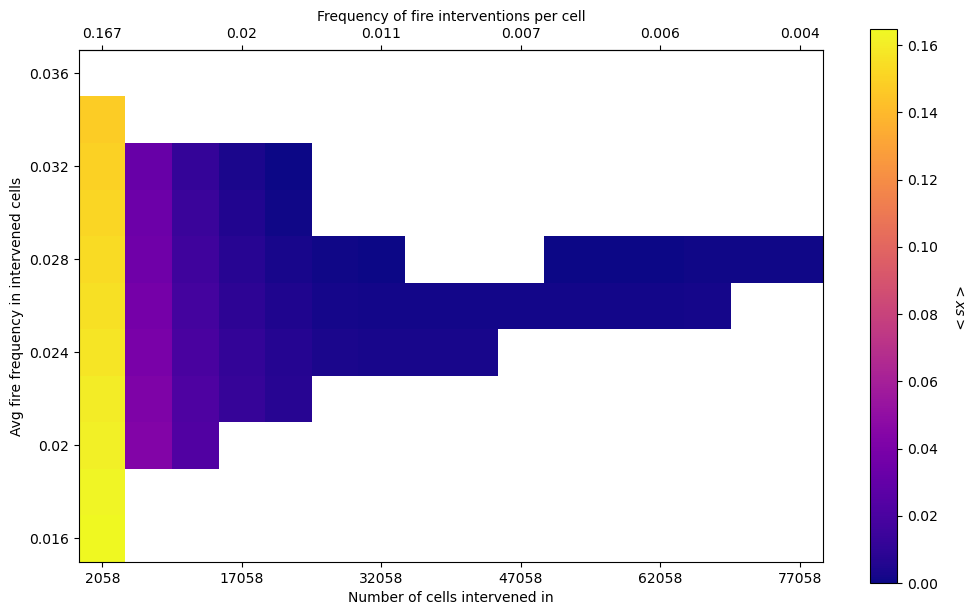 Frequency of fire interventions per cell
0.167 0.02 0.011 0.007 0.006 0.004
0.036
0.032
0.028
0.024
0.02
0.016
Avg fire frequency in intervened cells
2058 17058 32058 47058 62058 77058
Number of cells intervened in
0.16
0.14
0.12
0.10
0.08
0.06
0.04
0.02
0.00
< sx >